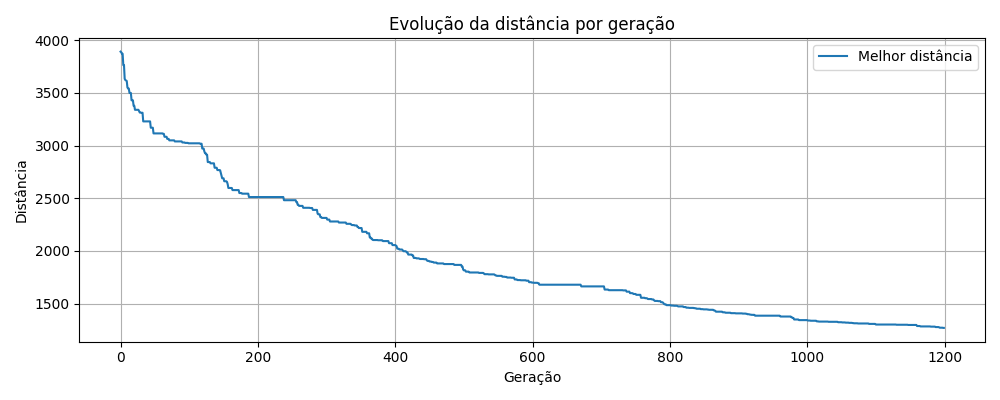 Evolução da distância por geração
Melhor distância
Distância
4000
3500
3000
2500
2000
1500
0 200 400 600 800 1000 1200
Geração